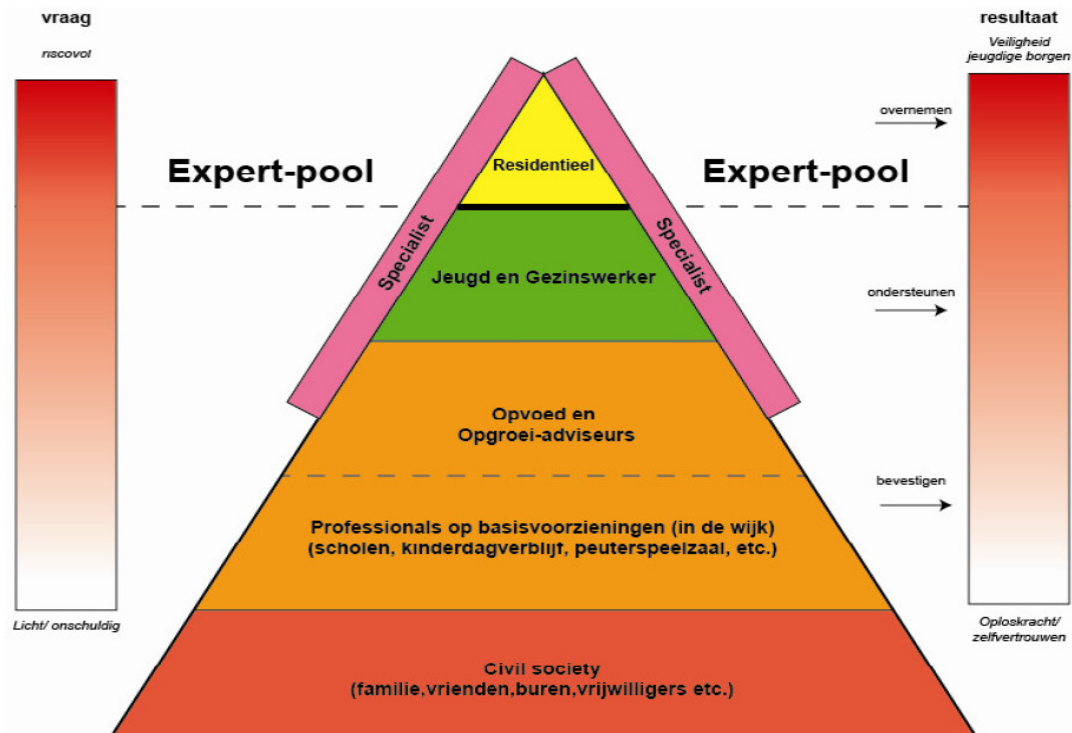 vraag
riscovol
resultaat
Veiligheid
jeugdige borgen
overnemen
Expert-pool
Residentieel
Expert-pool
Specialist
Specialist
Jeugd en Gezinswerker
ondersteunen
Opvoed en
Opgroei-adviseurs
bevestigen
Professionals op basisvoorzieningen (in de wijk)
(scholen, kinderdagverblijf, peuterspeelzaal, etc.)
Licht/ onschuldig
Oploskracht/
zelfvertrouwen
Civil society
(familie,vrienden,buren,vrijwilligers etc.)